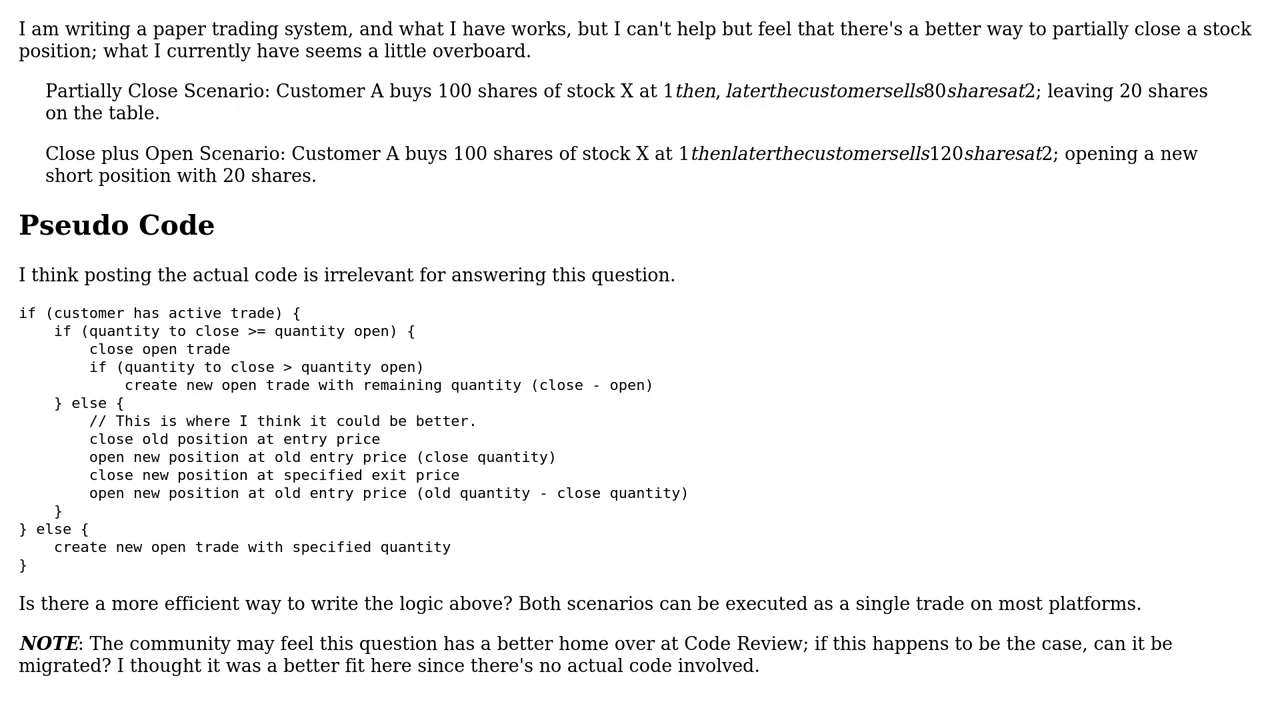 I am writing a paper trading system, and what I have works, but I can't help but feel that there's a better way to partially close a stock
position; what I currently have seems a little overboard.
Partially Close Scenario: Customer A buys 100 shares of stock X at 1then, laterthecustomersells80sharesat2; leaving 20 shares
on the table.
Close plus Open Scenario: Customer A buys 100 shares of stock X at 1thenlaterthecustomersells120sharesat2; opening a new
short position with 20 shares.
Pseudo Code
I think posting the actual code is irrelevant for answering this question.
if (customer has active trade) {
    if (quantity to close >= quantity open) {
        close open trade
        if (quantity to close > quantity open)
            create new open trade with remaining quantity (close - open)
    } else {
        // This is where I think it could be better.
        close old position at entry price
        open new position at old entry price (close quantity)
        close new position at specified exit price
        open new position at old entry price (old quantity - close quantity)
    }
} else {
    create new open trade with specified quantity
}
Is there a more efficient way to write the logic above? Both scenarios can be executed as a single trade on most platforms.
NOTE: The community may feel this question has a better home over at Code Review; if this happens to be the case, can it be
migrated? I thought it was a better fit here since there's no actual code involved.